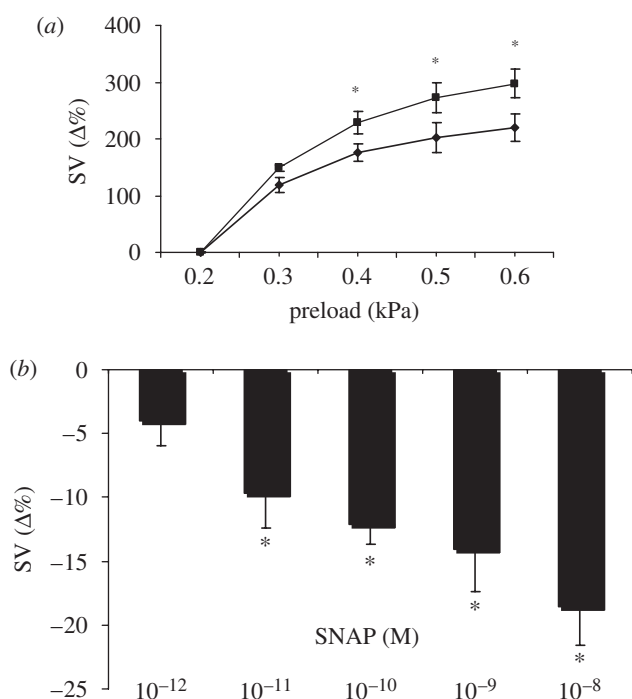 (a)
400
300
200
100
0
SV (Δ%)
* * *
0.2 0.3 0.4 0.5 0.6
preload (kPa)
(b)
0
–5
–10
–15
–20
–25
SV (Δ%)
* * * *
SNAP (M)
10⁻¹² 10⁻¹¹ 10⁻¹⁰ 10⁻⁹ 10⁻⁸